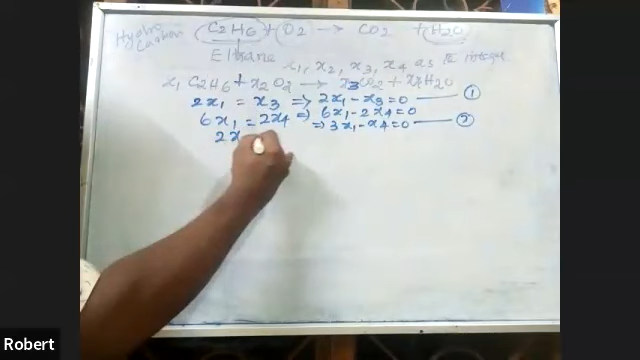 Hydro Carbon C2H6 + O2 → CO2 + H2O
Ethane
x1, x2, x3, x4 as the integer
x1 C2H6 + x2 O2 → x3 CO2 + x4 H2O
2x1 = x3 ⇒ 2x1 - x3 = 0 — ①
6x1 = 2x4 ⇒ 6x1 - 2x4 = 0
⇒ 3x1 - x4 = 0 — ②
2x
Robert